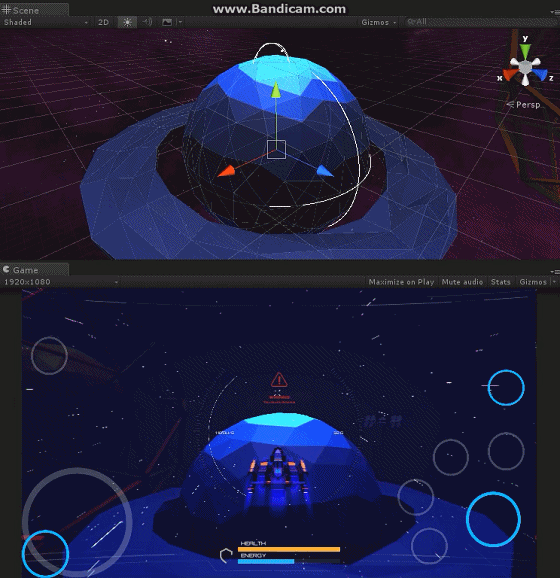 www.Bandicam.com
Scene
Shaded 2D Gizmos All
y
x z
Persp
Game
1920x1080 Maximize on Play Mute audio Stats Gizmos
HEALTH
ENERGY